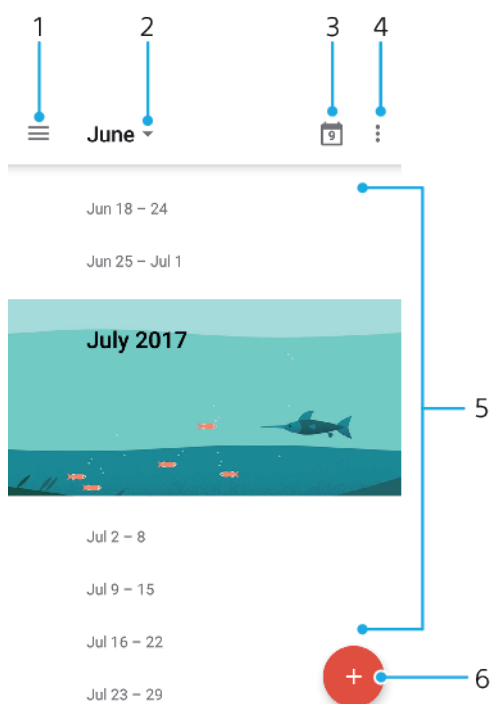 1 2 3 4
June 9
Jun 18 – 24
Jun 25 – Jul 1
July 2017
5
Jul 2 – 8
Jul 9 – 15
Jul 16 – 22
+ 6
Jul 23 – 29